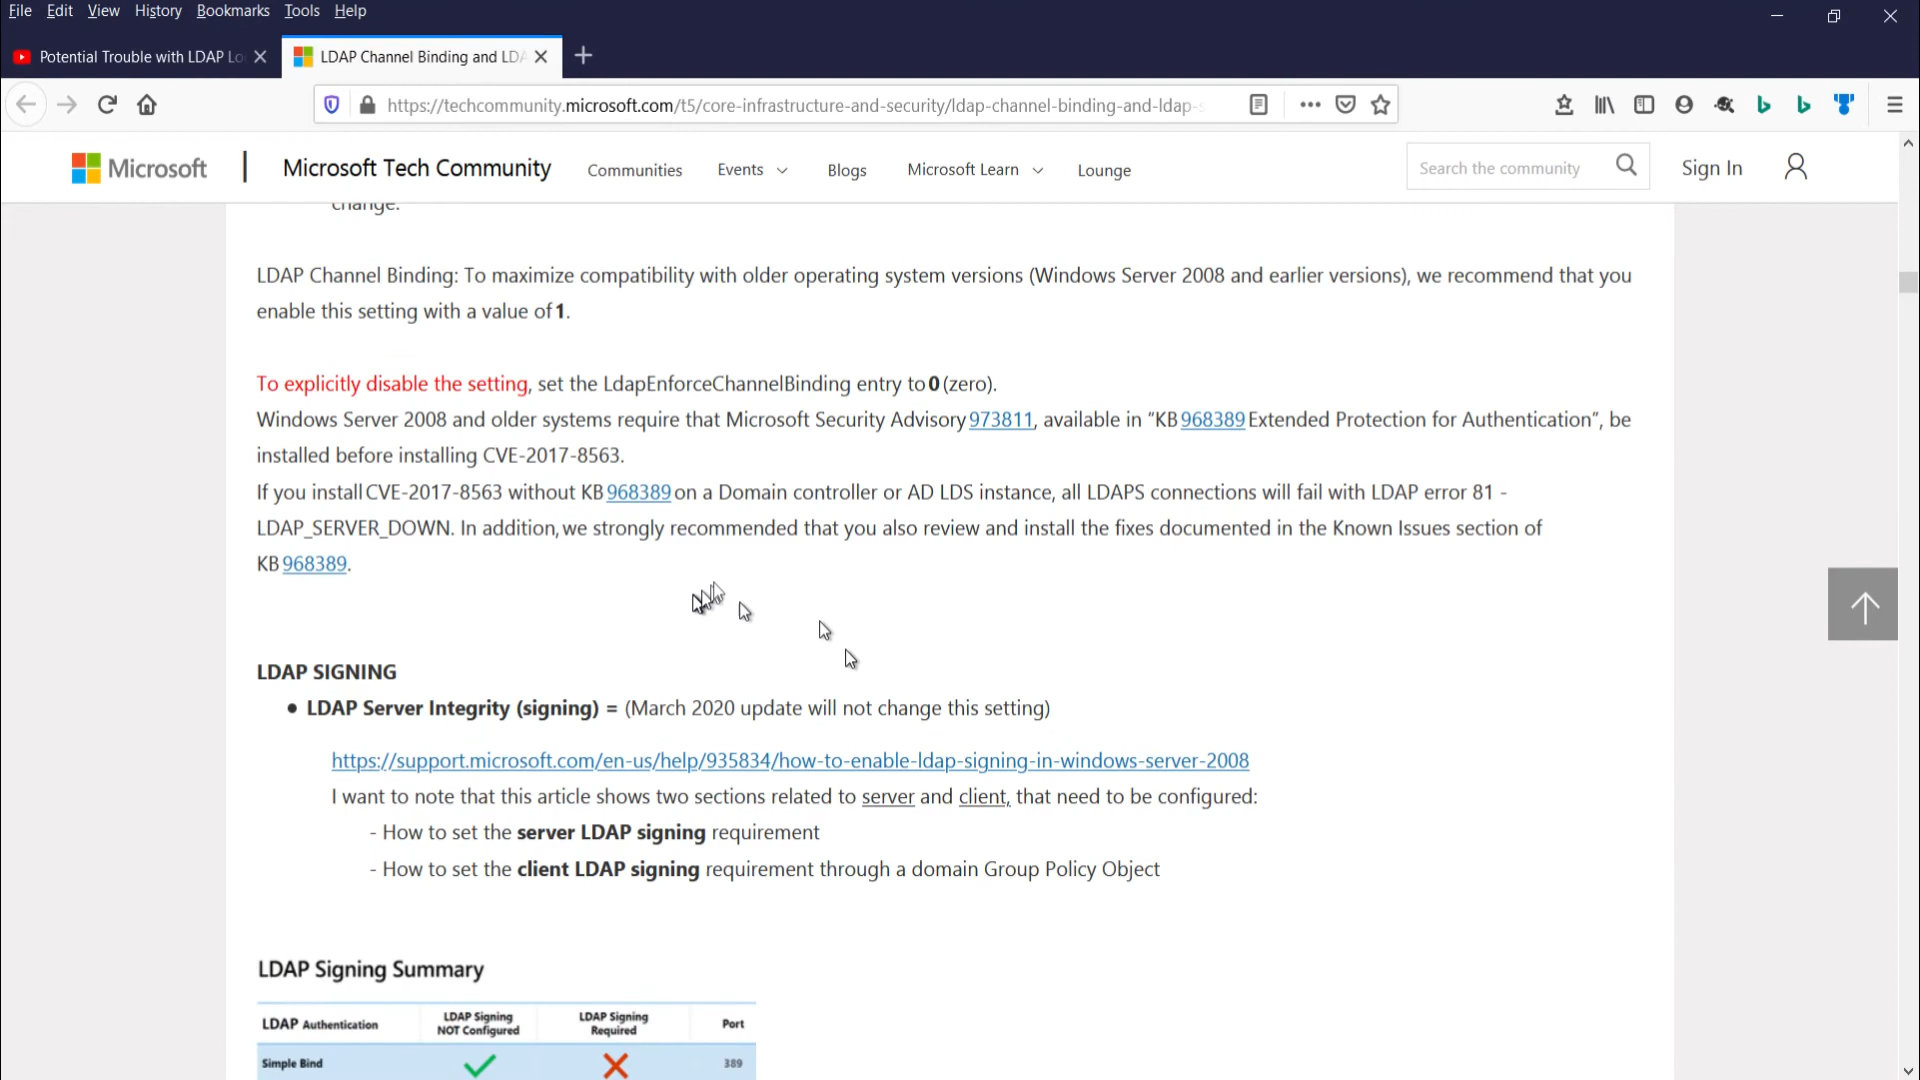 File Edit View History Bookmarks Tools Help
Potential Trouble with LDAP Lo
LDAP Channel Binding and LDA
https://techcommunity.microsoft.com/t5/core-infrastructure-and-security/ldap-channel-binding-and-ldap-s
Microsoft
Microsoft Tech Community
Communities Events Blogs Microsoft Learn Lounge
Search the community
Sign In
change.
LDAP Channel Binding: To maximize compatibility with older operating system versions (Windows Server 2008 and earlier versions), we recommend that you
enable this setting with a value of 1.
To explicitly disable the setting, set the LdapEnforceChannelBinding entry to 0 (zero).
Windows Server 2008 and older systems require that Microsoft Security Advisory 973811, available in “KB 968389 Extended Protection for Authentication”, be
installed before installing CVE-2017-8563.
If you install CVE-2017-8563 without KB 968389 on a Domain controller or AD LDS instance, all LDAPS connections will fail with LDAP error 81 -
LDAP_SERVER_DOWN. In addition, we strongly recommended that you also review and install the fixes documented in the Known Issues section of
KB 968389.
LDAP SIGNING
• LDAP Server Integrity (signing) = (March 2020 update will not change this setting)
https://support.microsoft.com/en-us/help/935834/how-to-enable-ldap-signing-in-windows-server-2008
I want to note that this article shows two sections related to server and client, that need to be configured:
- How to set the server LDAP signing requirement
- How to set the client LDAP signing requirement through a domain Group Policy Object
LDAP Signing Summary
LDAP Authentication
LDAP Signing
NOT Configured
LDAP Signing
Required
Port
Simple Bind
389